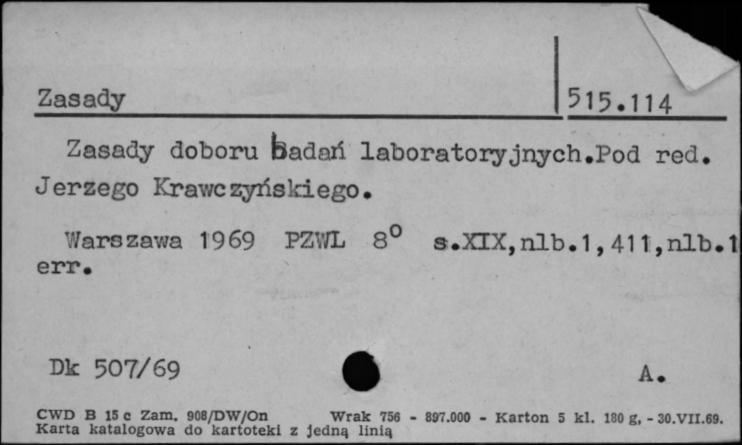 Zasady 515.114
Zasady doboru badań laboratoryjnych.Pod red.
Jerzego Krawczyńskiego.
Warszawa 1969 PZWL 8° s.XIX,nlb.1,411,nlb.1
err.
Dk 507/69 A.
CWD B 15 c Zam. 908/DW/On Wrak 756 - 897.000 - Karton 5 kl. 180 g, - 30.VII.69.
Karta katalogowa do kartoteki z jedną linią